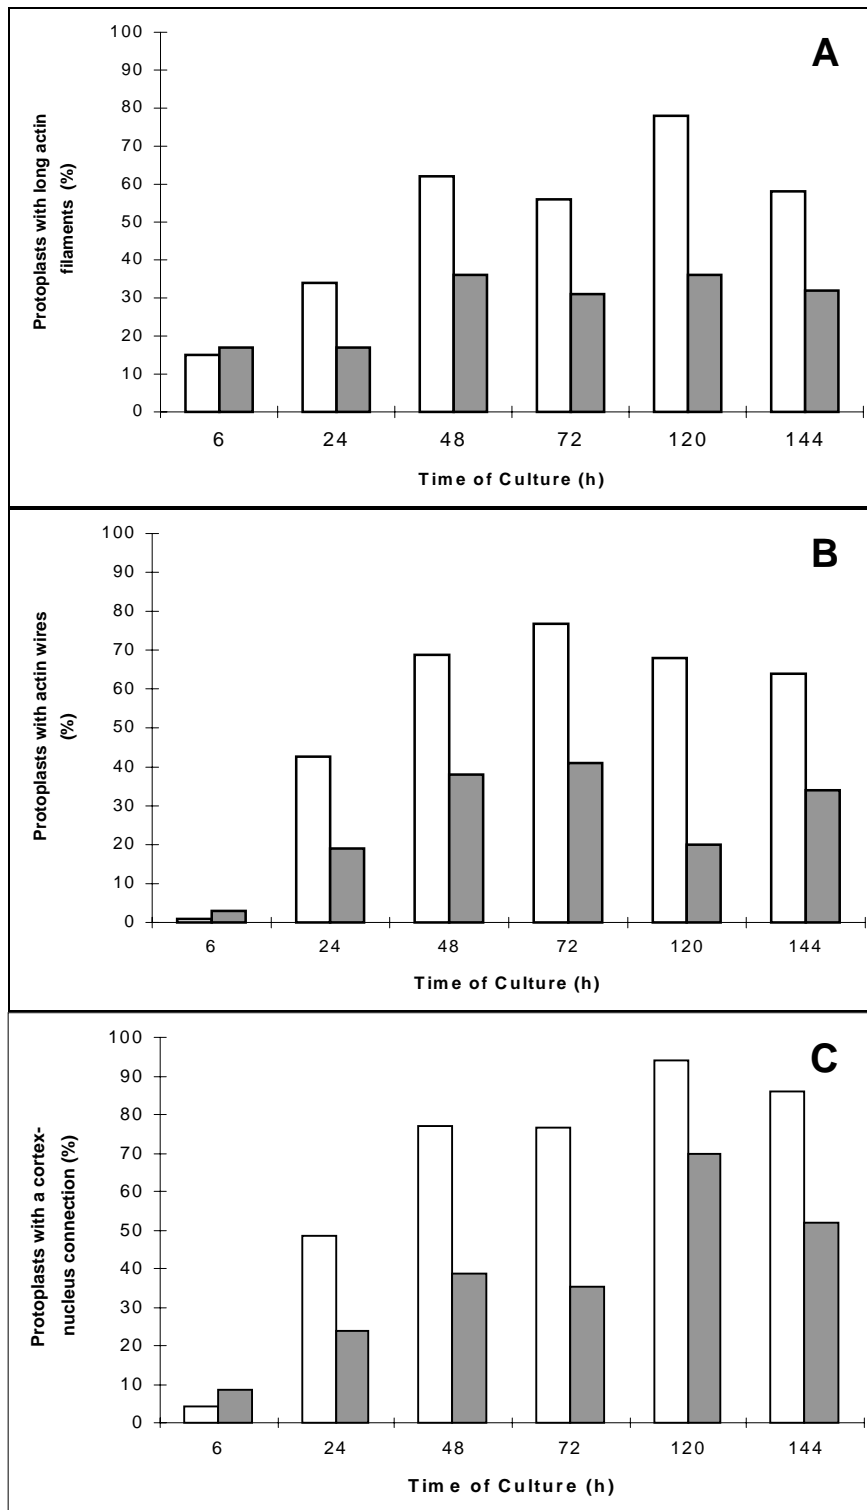 A
100
90
80
70
60
50
40
30
20
10
0
Protoplasts with long actin
filaments (%)
6 24 48 72 120 144
Time of Culture (h)
B
100
90
80
70
60
50
40
30
20
10
0
Protoplasts with actin wires
(%)
6 24 48 72 120 144
Time of Culture (h)
C
100
90
80
70
60
50
40
30
20
10
0
Protoplasts with a cortex-
nucleus connection (%)
6 24 48 72 120 144
Time of Culture (h)